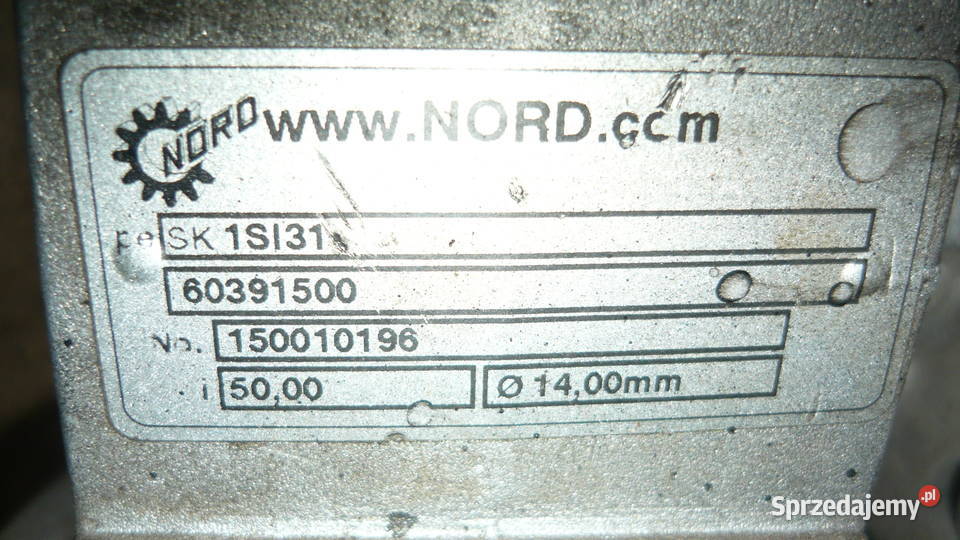 NORD www.NORD.com
SK 1SI31
60391500
No. 150010196
i 50,00 Ø 14,00mm
Sprzedajemy.pl